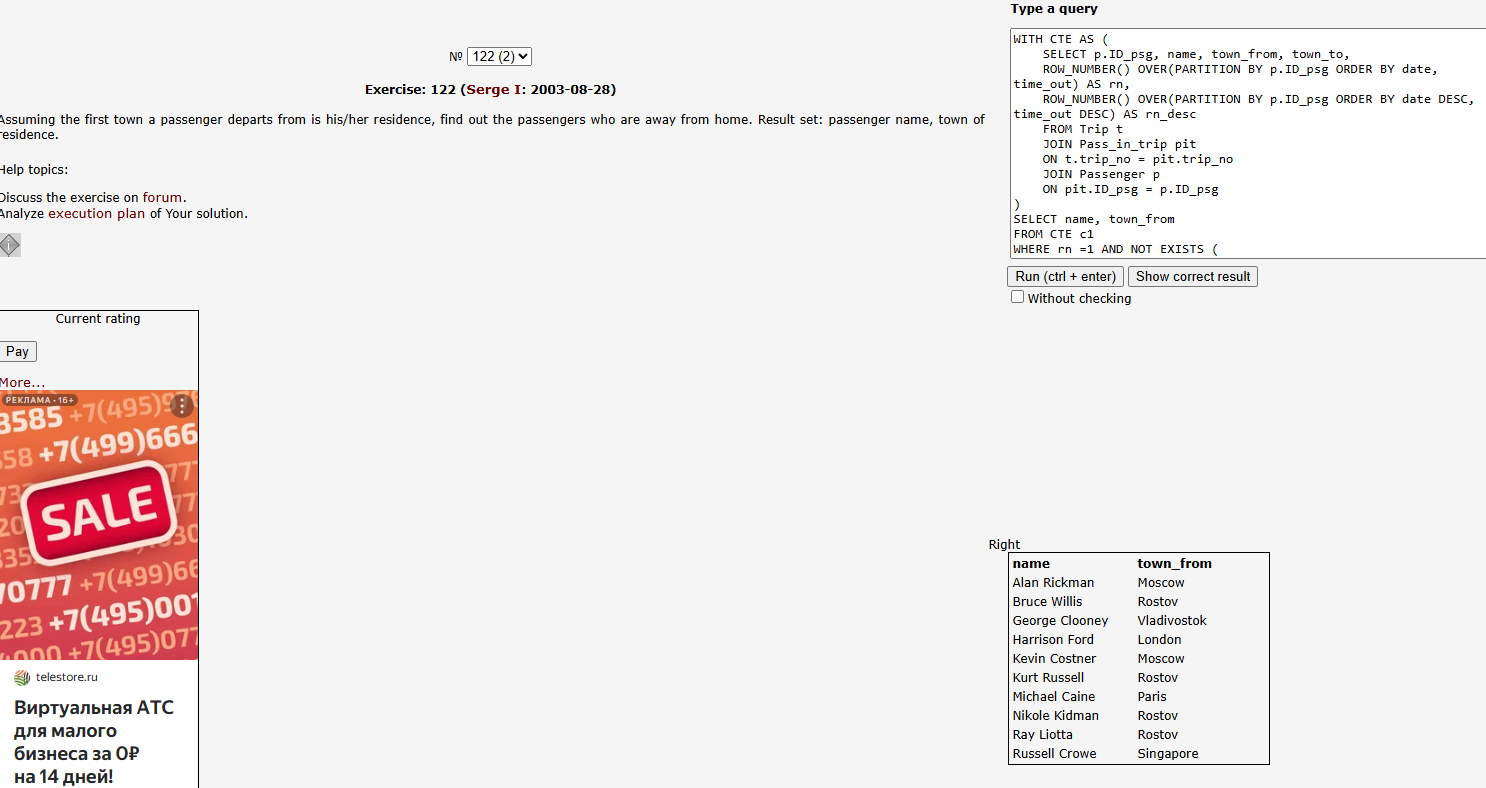 Type a query
№ 122 (2)
WITH CTE AS (
SELECT p.ID_psg, name, town_from, town_to,
ROW_NUMBER() OVER(PARTITION BY p.ID_psg ORDER BY date,
time_out) AS rn,
ROW_NUMBER() OVER(PARTITION BY p.ID_psg ORDER BY date DESC,
time_out DESC) AS rn_desc
FROM Trip t
JOIN Pass_in_trip pit
ON t.trip_no = pit.trip_no
JOIN Passenger p
ON pit.ID_psg = p.ID_psg
)
SELECT name, town_from
FROM CTE c1
WHERE rn =1 AND NOT EXISTS (
Exercise: 122 (Serge I: 2003-08-28)
Assuming the first town a passenger departs from is his/her residence, find out the passengers who are away from home. Result set: passenger name, town of
residence.
Help topics:
Discuss the exercise on forum.
Analyze execution plan of Your solution.
Run (ctrl + enter) Show correct result
Without checking
Current rating
Pay
More...
РЕКЛАМА • 16+
3585 +7(495)9
658 +7(499)666
SALE
70777 +7(499)66
223 +7(495)001
4000 +7(495)077
telestore.ru
Виртуальная АТС
для малого
бизнеса за 0₽
на 14 дней!
Right
name town_from
Alan Rickman Moscow
Bruce Willis Rostov
George Clooney Vladivostok
Harrison Ford London
Kevin Costner Moscow
Kurt Russell Rostov
Michael Caine Paris
Nikole Kidman Rostov
Ray Liotta Rostov
Russell Crowe Singapore